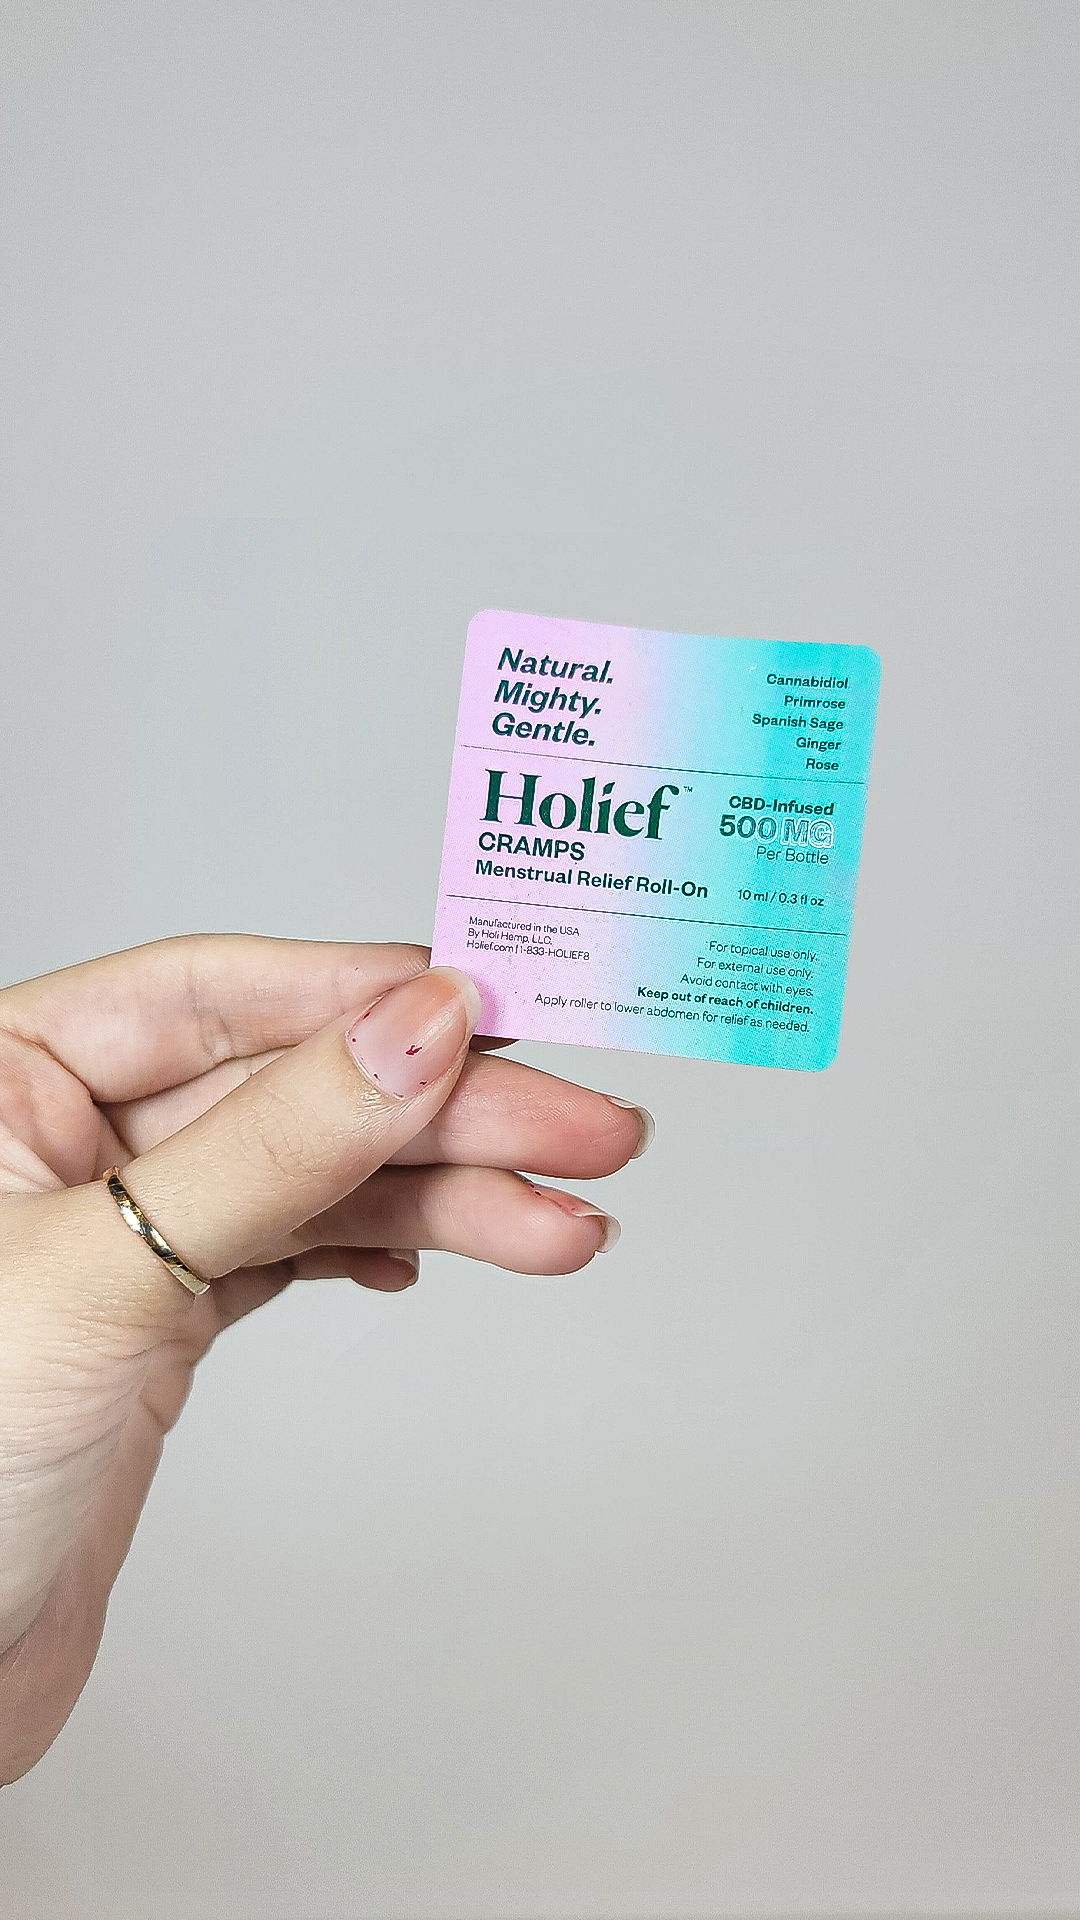 Natural.
Mighty.
Gentle.
Cannabidiol
Primrose
Spanish Sage
Ginger
Rose
Holief™
CRAMPS
Menstrual Relief Roll-On
CBD-Infused
500 MG
Per Bottle
10 ml / 0.3 fl oz
Manufactured in the USA
By Holi Hemp, LLC.
Holief.com | 1-833-HOLIEF8
For topical use only.
For external use only.
Avoid contact with eyes.
Keep out of reach of children.
Apply roller to lower abdomen for relief as needed.